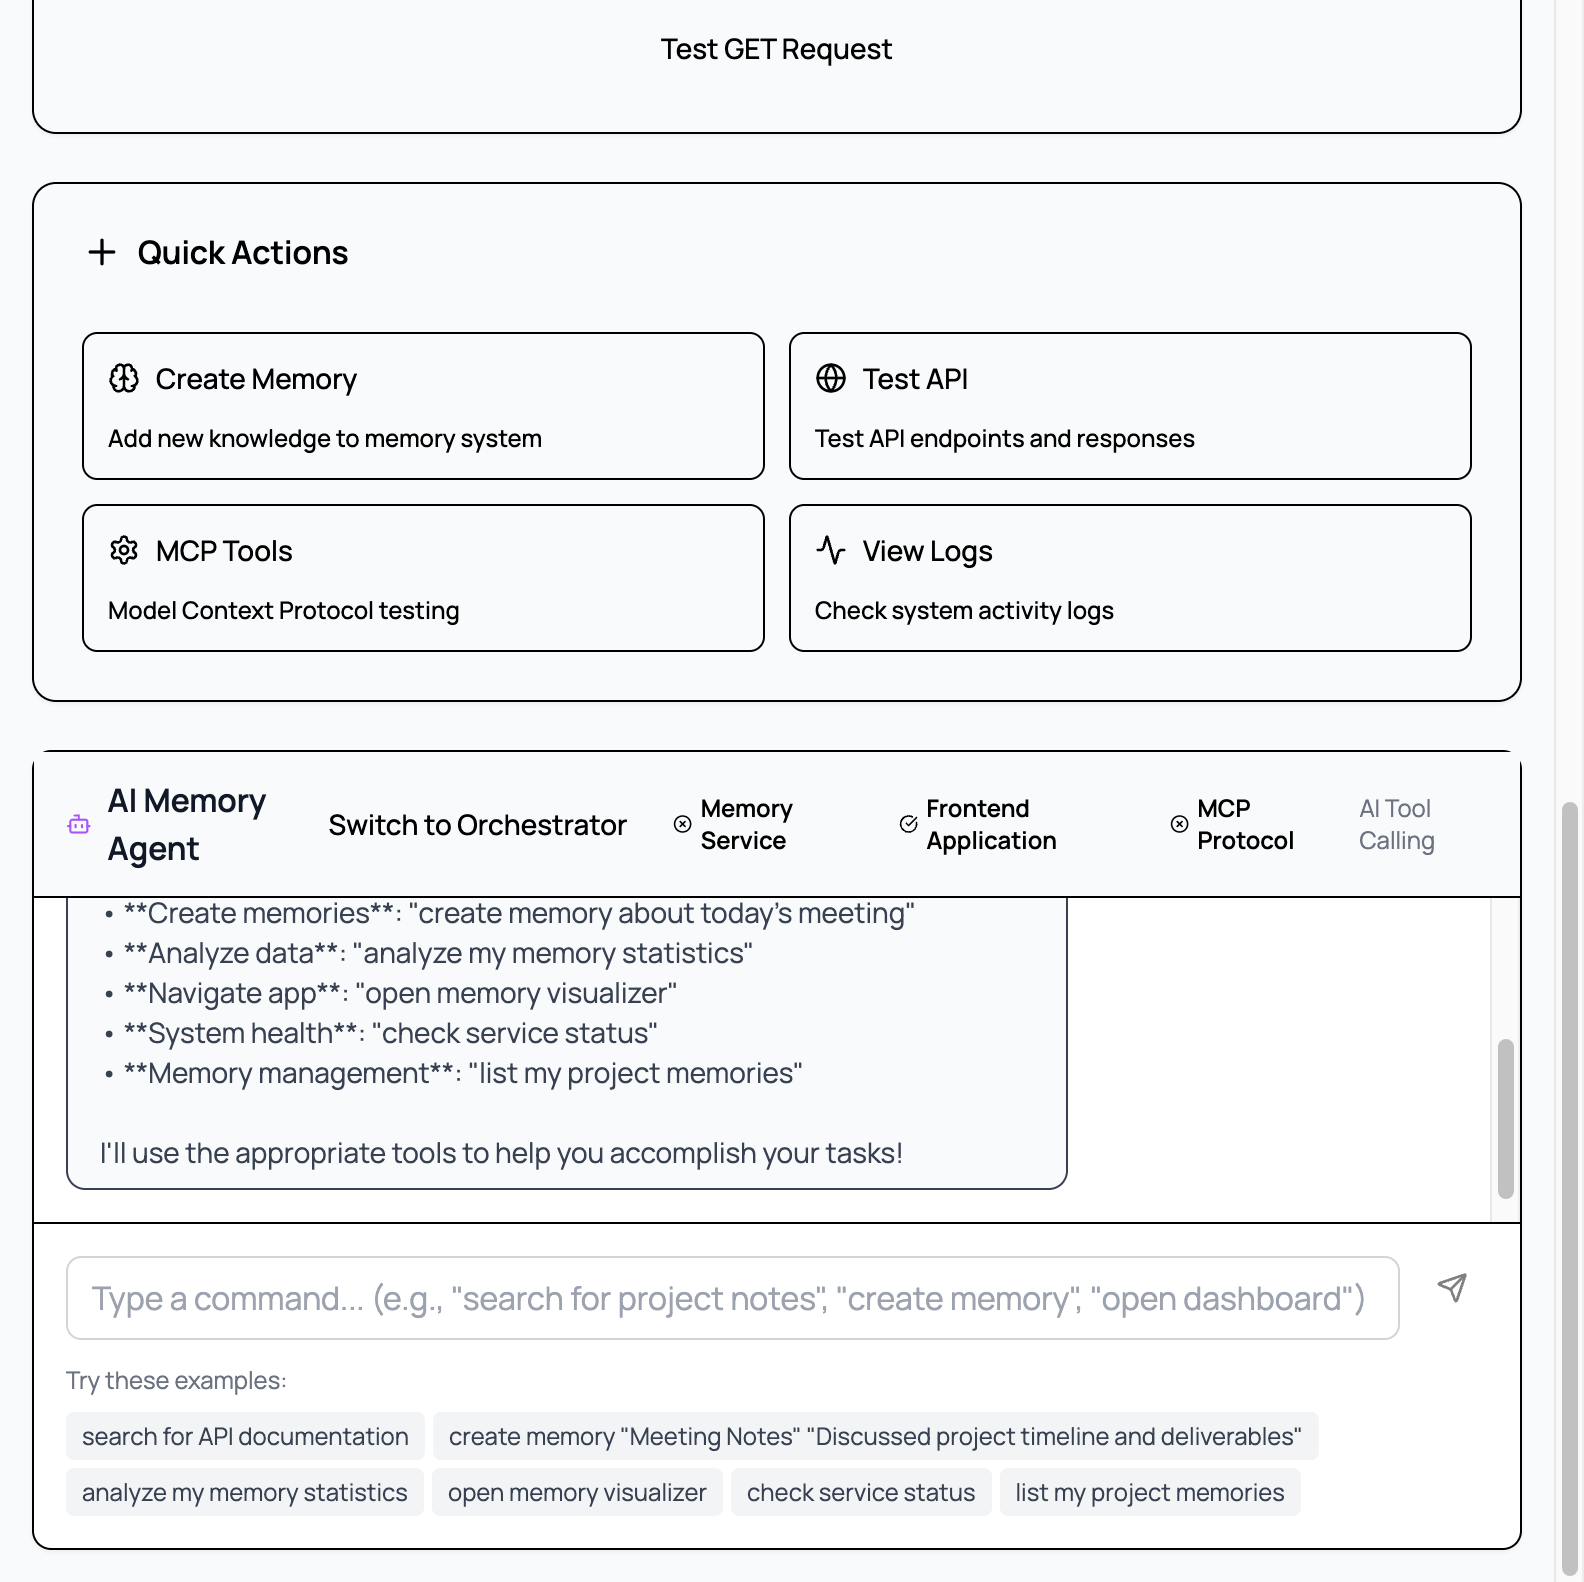 Test GET Request
Quick Actions
Create Memory
Add new knowledge to memory system
Test API
Test API endpoints and responses
MCP Tools
Model Context Protocol testing
View Logs
Check system activity logs
AI Memory
Agent
Switch to Orchestrator
Memory
Service
Frontend
Application
MCP
Protocol
AI Tool
Calling
• **Create memories**: "create memory about today's meeting"
• **Analyze data**: "analyze my memory statistics"
• **Navigate app**: "open memory visualizer"
• **System health**: "check service status"
• **Memory management**: "list my project memories"
I'll use the appropriate tools to help you accomplish your tasks!
Type a command... (e.g., "search for project notes", "create memory", "open dashboard")
Try these examples:
search for API documentation
create memory "Meeting Notes" "Discussed project timeline and deliverables"
analyze my memory statistics
open memory visualizer
check service status
list my project memories